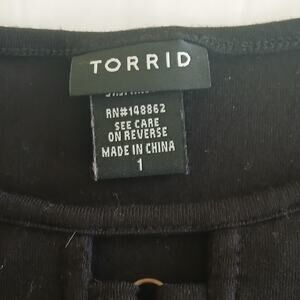 TORRID
RN#148862
SEE CARE
ON REVERSE
MADE IN CHINA
1